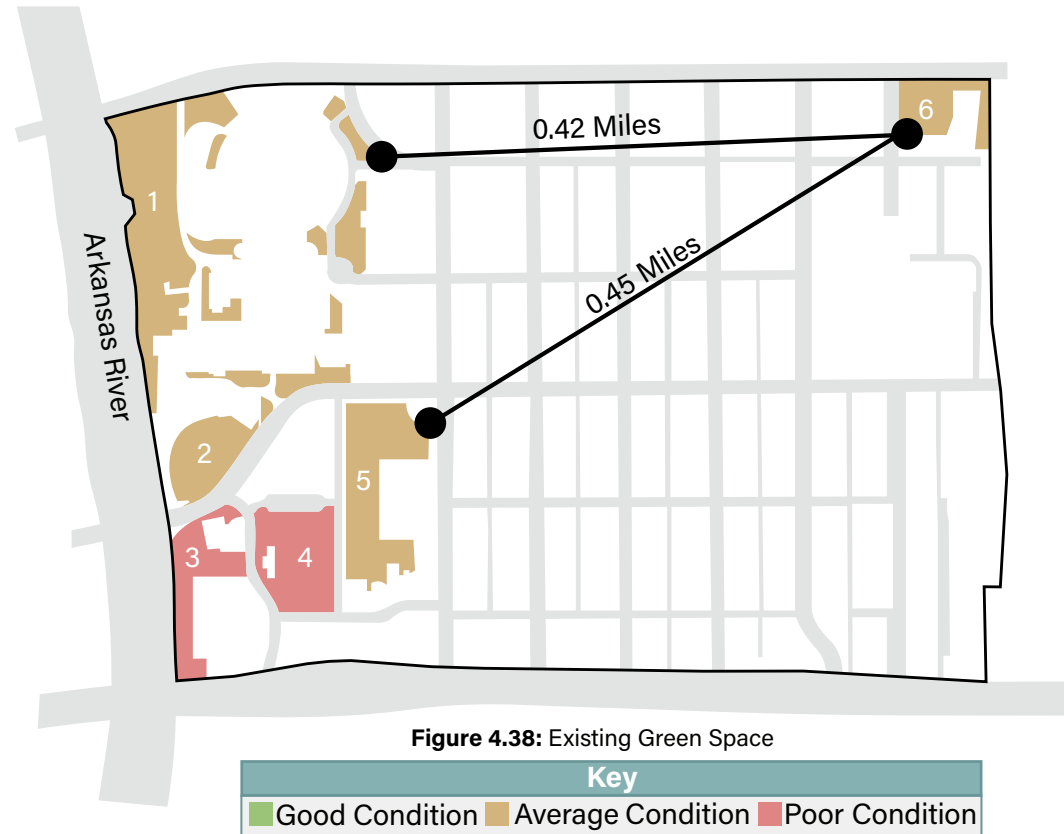 6
0.42 Miles
1
Arkansas River
0.45 Miles
2
5
3
4
Figure 4.38: Existing Green Space
Key
Good Condition Average Condition Poor Condition